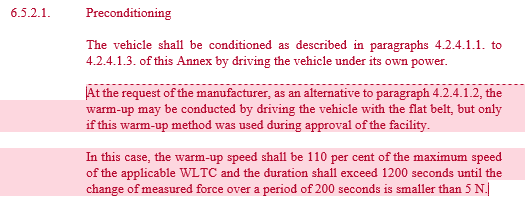 6.5.2.1. Preconditioning
The vehicle shall be conditioned as described in paragraphs 4.2.4.1.1. to
4.2.4.1.3. of this Annex by driving the vehicle under its own power.
At the request of the manufacturer, as an alternative to paragraph 4.2.4.1.2, the
warm-up may be conducted by driving the vehicle with the flat belt, but only
if this warm-up method was used during approval of the facility.
In this case, the warm-up speed shall be 110 per cent of the maximum speed
of the applicable WLTC and the duration shall exceed 1200 seconds until the
change of measured force over a period of 200 seconds is smaller than 5 N.